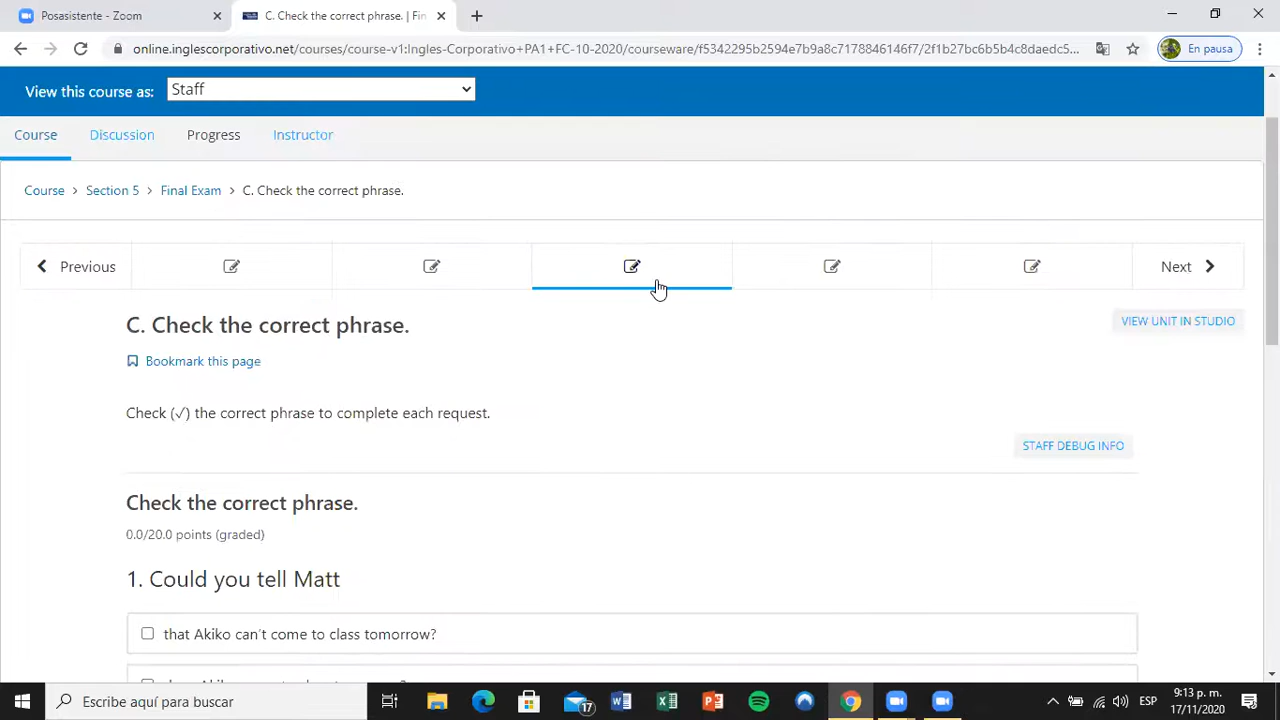 Posasistente - Zoom
C. Check the correct phrase. | Fin
online.inglescorporativo.net/courses/course-v1:Ingles-Corporativo+PA1+FC-10-2020/courseware/f5342295b2594e7b9a8c7178846146f7/2f1b27bc6b5b4c8daedc5...
En pausa
View this course as: Staff
Course Discussion Progress Instructor
Course > Section 5 > Final Exam > C. Check the correct phrase.
Previous
Next
C. Check the correct phrase.
VIEW UNIT IN STUDIO
Bookmark this page
Check (✓) the correct phrase to complete each request.
STAFF DEBUG INFO
Check the correct phrase.
0.0/20.0 points (graded)
1. Could you tell Matt
that Akiko can't come to class tomorrow?
Escribe aquí para buscar
17
ESP
9:13 p. m.
17/11/2020